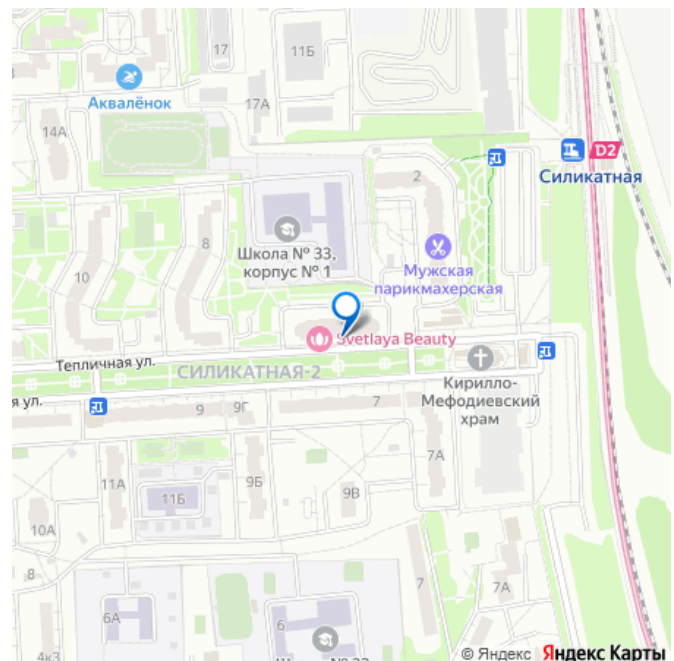 17
11Б
Аквалёнок
17А
14А
D2
Силикатная
2
Школа № 33,
корпус № 1
8
10
Мужская
парикмахерская
Svetlaya Beauty
Тепличная ул.
СИЛИКАТНАЯ-2
Кирилло-
Мефодиевский
храм
я ул.
9
9Г
7
7А
11А
11Б
9Б
9В
10А
8
7
7А
6А
6
4к3
© Яндекс Яндекс Карты